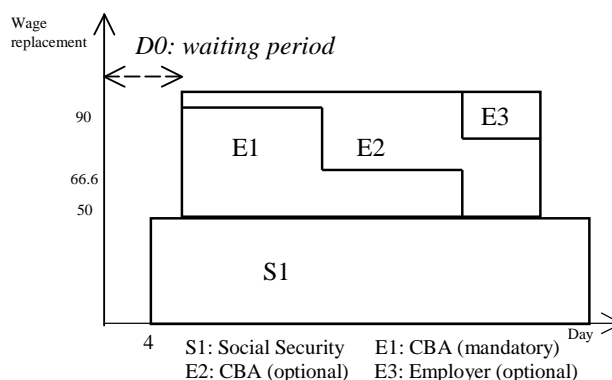 Wage
replacement
D0: waiting period
90
E1
E2
E3
66.6
50
S1
4
Day
S1: Social Security E1: CBA (mandatory)
E2: CBA (optional) E3: Employer (optional)